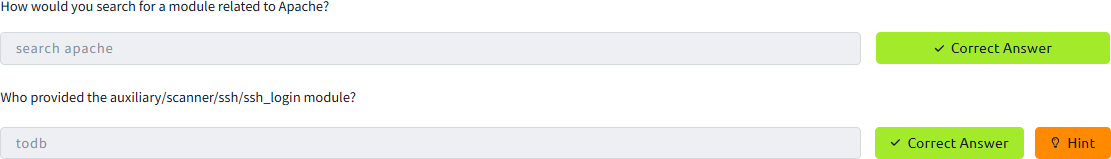 How would you search for a module related to Apache?
search apache
Correct Answer
Who provided the auxiliary/scanner/ssh/ssh_login module?
todb
Correct Answer
Hint